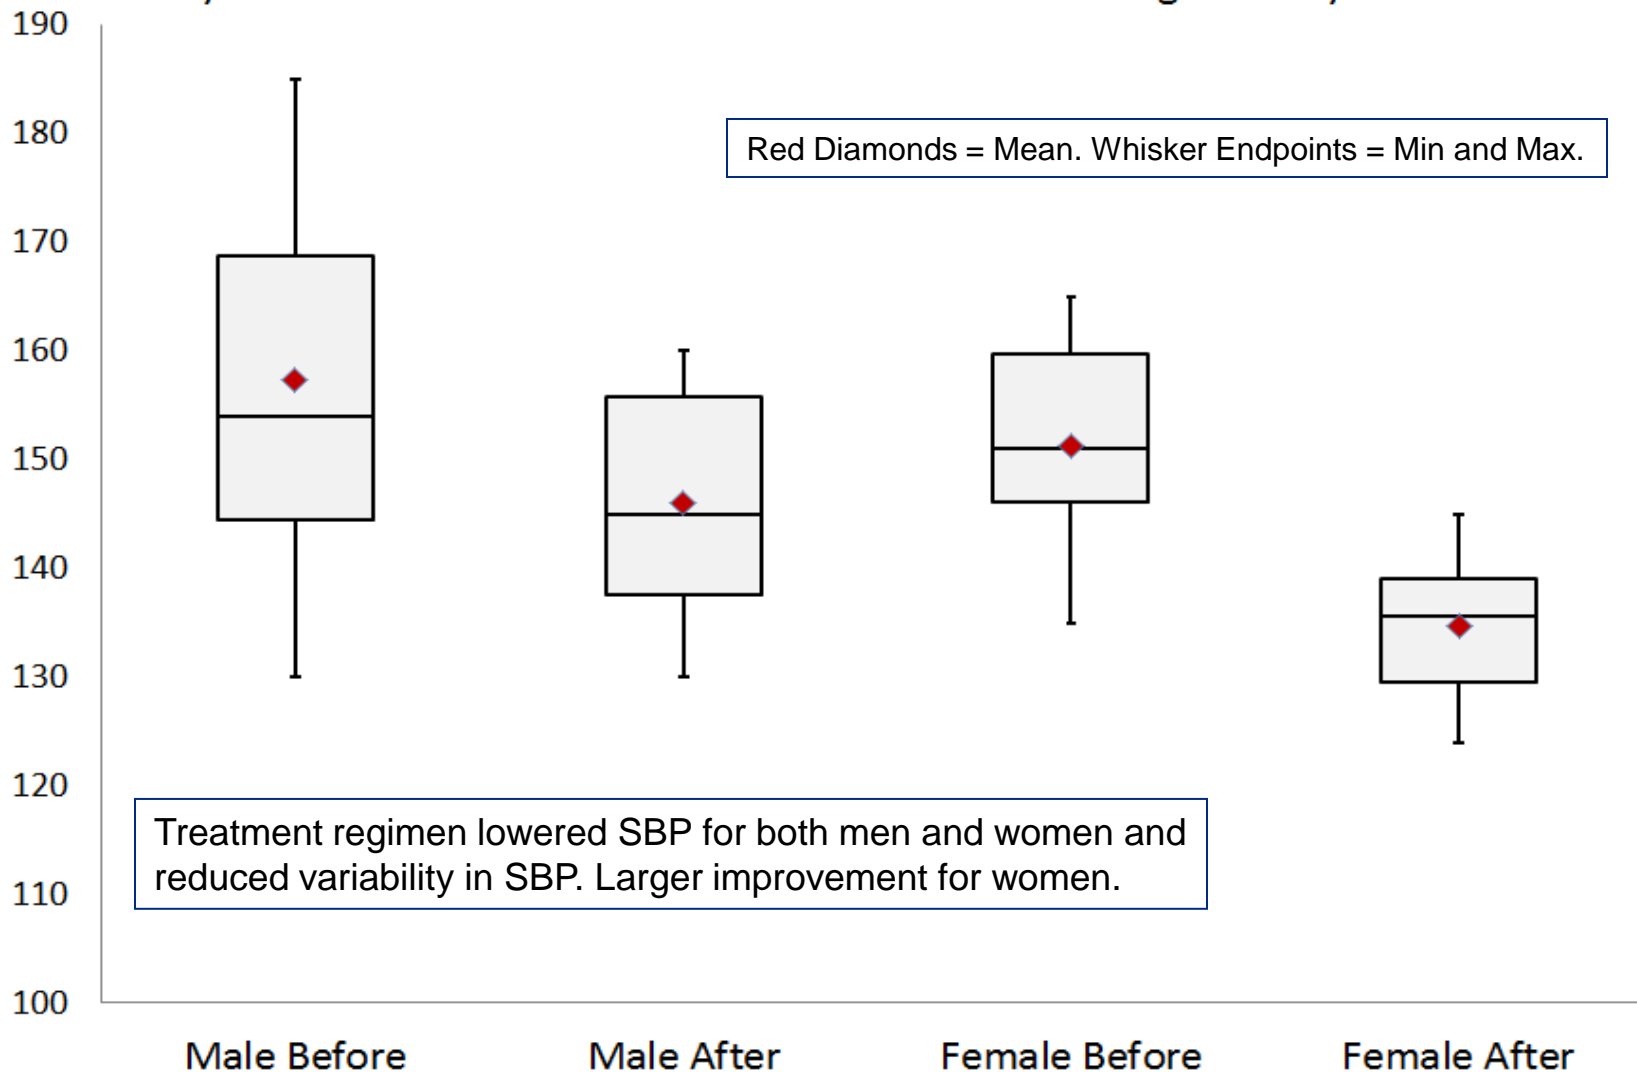 190
180
Red Diamonds = Mean. Whisker Endpoints = Min and Max.
170
160
150
140
130
120
Treatment regimen lowered SBP for both men and women and
reduced variability in SBP. Larger improvement for women.
110
100
Male Before Male After Female Before Female After